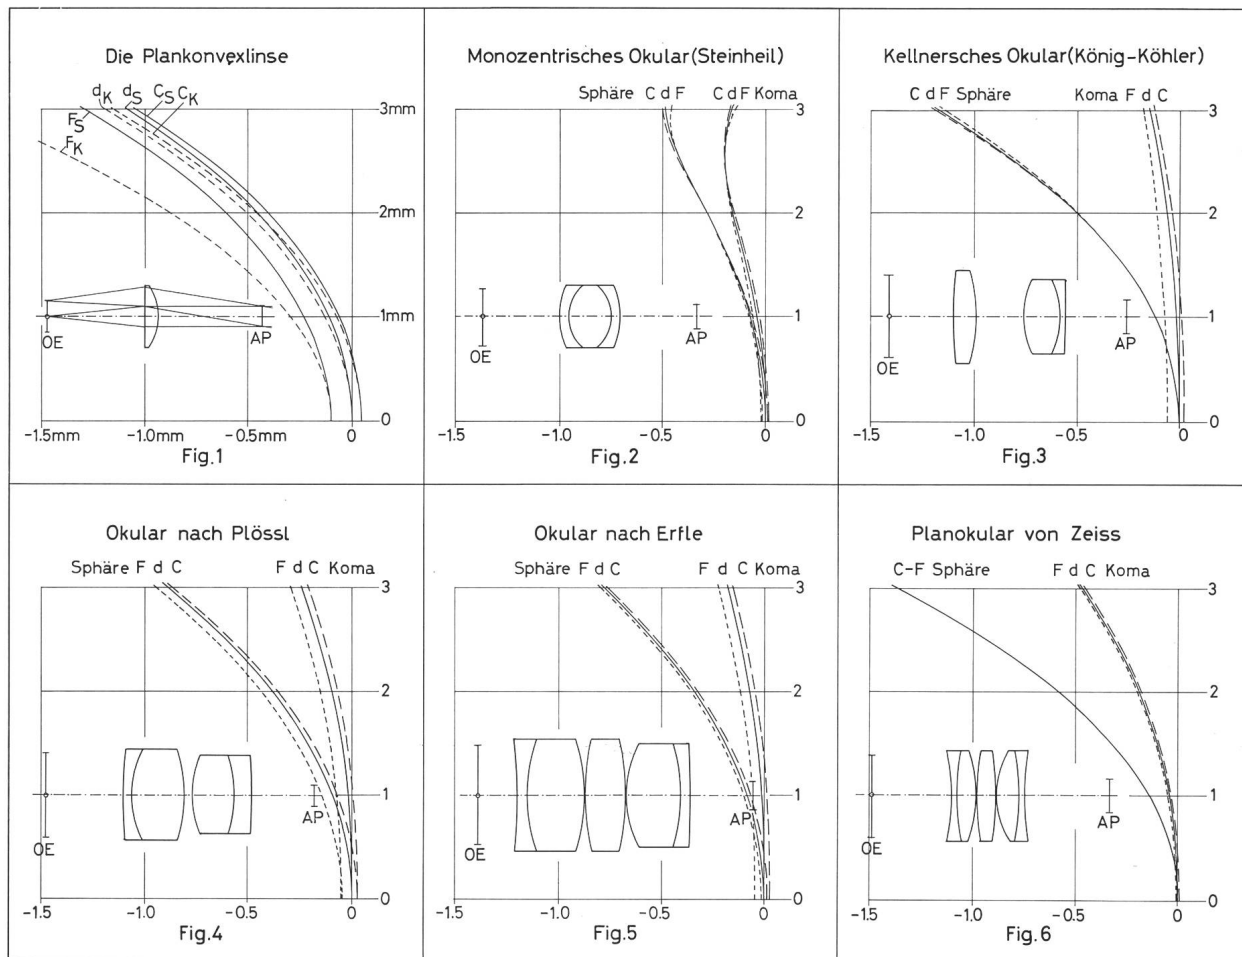 Die Plankonvexlinse
dK dS CS CK
FS
FK
3mm
2mm
1mm
0
OE
AP
-1.5mm -1.0mm -0.5mm 0
Fig.1
Monozentrisches Okular(Steinheil)
Sphäre C d F C d F Koma
3
2
1
0
OE
AP
-1.5 -1.0 -0.5 0
Fig.2
Kellnersches Okular(König-Köhler)
C d F Sphäre Koma F d C
3
2
1
0
OE
AP
-1.5 -1.0 -0.5 0
Fig.3
Okular nach Plössl
Sphäre F d C F d C Koma
3
2
1
0
OE
AP
-1.5 -1.0 -0.5 0
Fig.4
Okular nach Erfle
Sphäre F d C F d C Koma
3
2
1
0
OE
AP
-1.5 -1.0 -0.5 0
Fig.5
Planokular von Zeiss
C-F Sphäre F d C Koma
3
2
1
0
OE
AP
-1.5 -1.0 -0.5 0
Fig.6